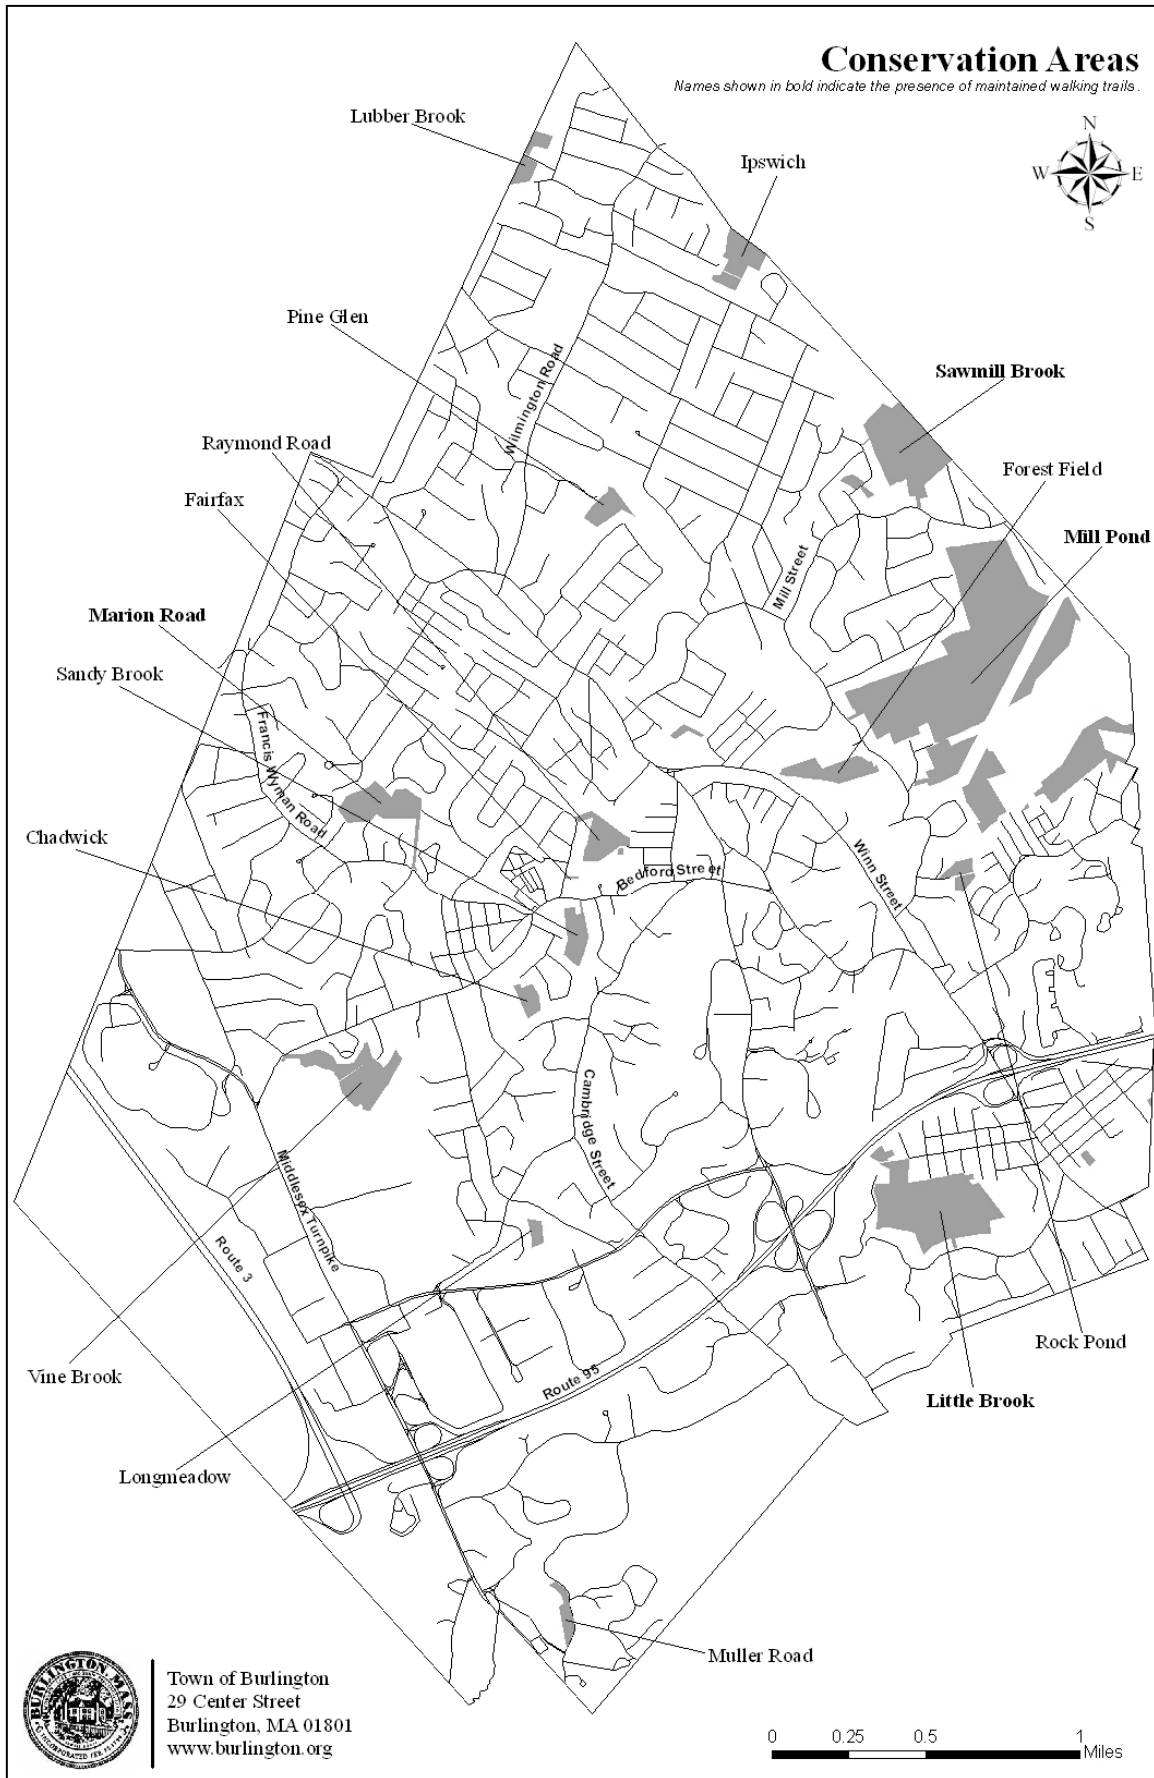 Conservation Areas
Names shown in bold indicate the presence of maintained walking trails.
N
W
E
S
Lubber Brook
Ipswich
Pine Glen
Wilmington Road
Sawmill Brook
Raymond Road
Forest Field
Fairfax
Mill Pond
Mill Street
Marion Road
Sandy Brook
Francis Wyman Road
Chadwick
Bedford Street
Winn Street
Cambridge Street
Middlesex Turnpike
Route 3
Rock Pond
Vine Brook
Route 95
Little Brook
Longmeadow
Muller Road
BURLINGTON, MASS
Town of Burlington
29 Center Street
Burlington, MA 01801
www.burlington.org
0 0.25 0.5 1
Miles